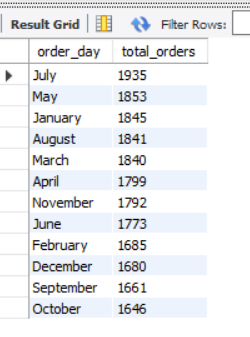 Result Grid Filter Rows:
order_day total_orders
July 1935
May 1853
January 1845
August 1841
March 1840
April 1799
November 1792
June 1773
February 1685
December 1680
September 1661
October 1646